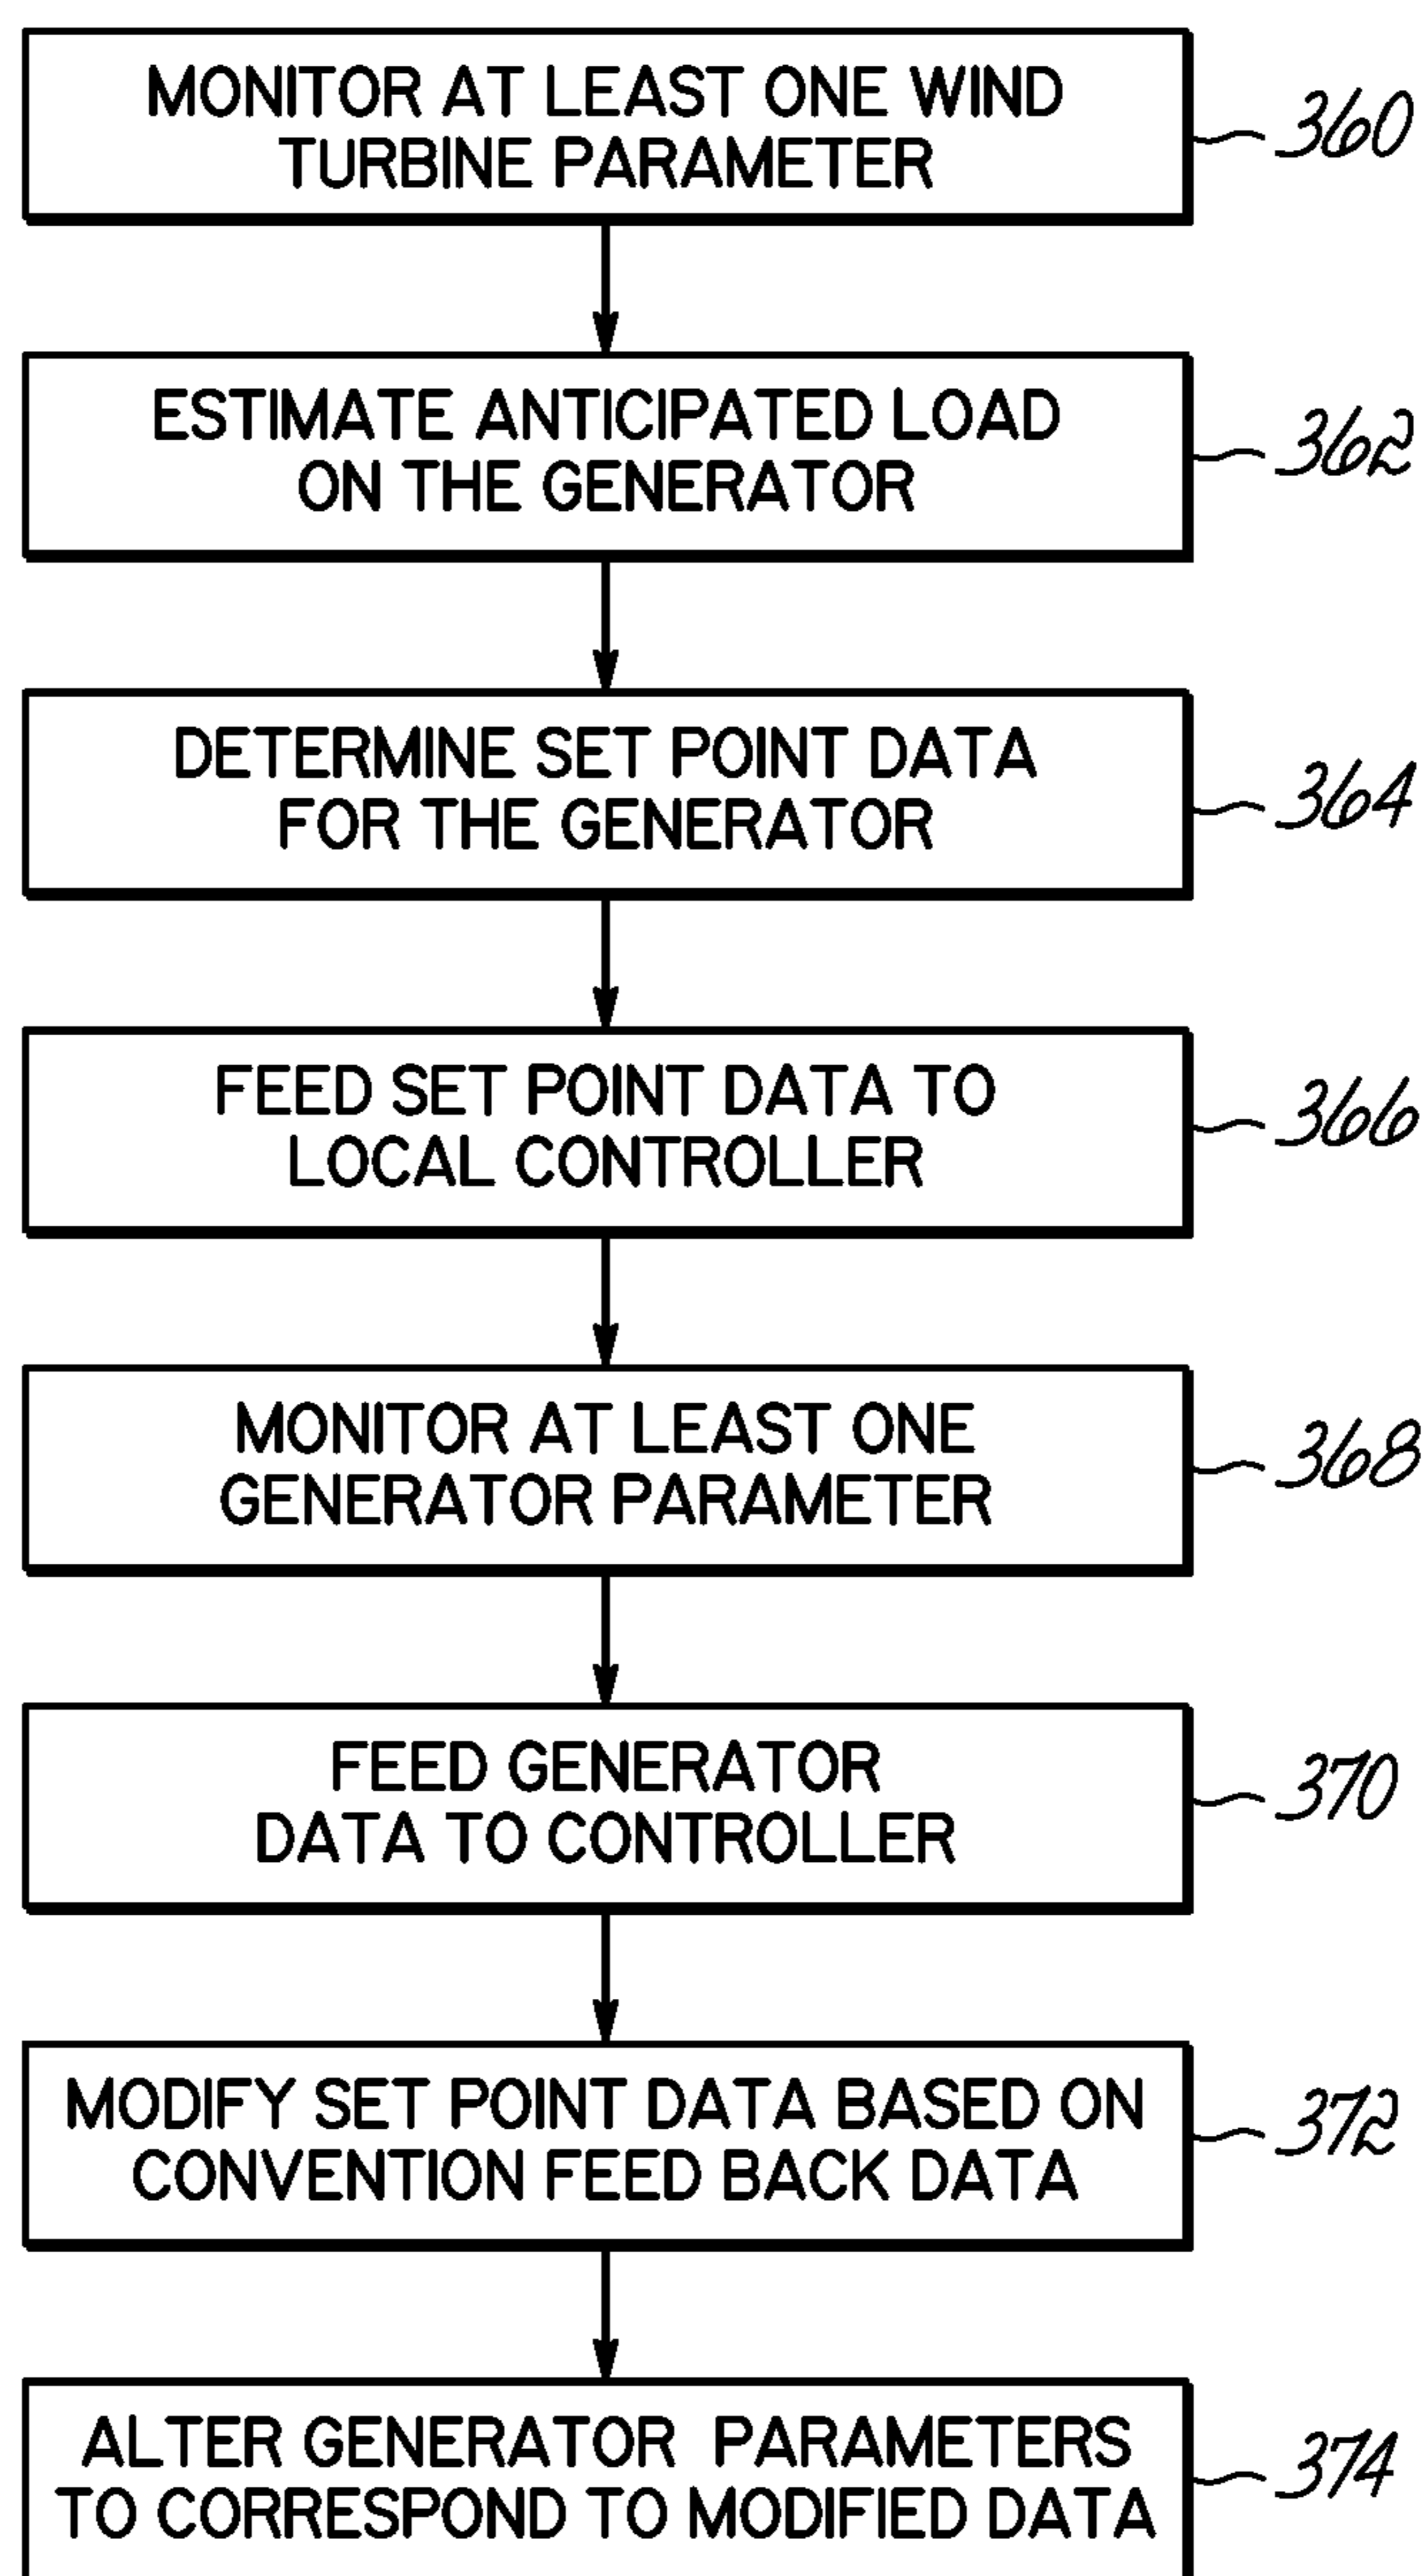 MONITOR AT LEAST ONE WIND
TURBINE PARAMETER
360
ESTIMATE ANTICIPATED LOAD
ON THE GENERATOR
362
DETERMINE SET POINT DATA
FOR THE GENERATOR
364
FEED SET POINT DATA TO
LOCAL CONTROLLER
366
MONITOR AT LEAST ONE
GENERATOR PARAMETER
368
FEED GENERATOR
DATA TO CONTROLLER
370
MODIFY SET POINT DATA BASED ON
CONVENTION FEED BACK DATA
372
ALTER GENERATOR PARAMETERS
TO CORRESPOND TO MODIFIED DATA
374